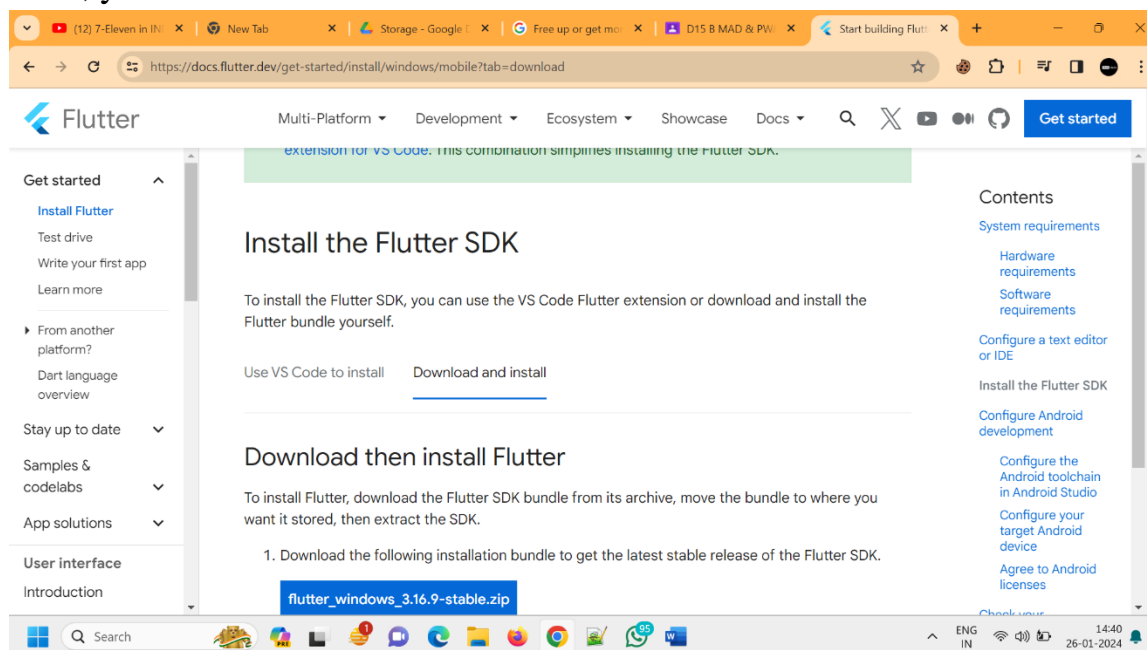 (12) 7-Eleven in IN
New Tab
Storage - Google
Free up or get mo
D15 B MAD & PW
Start building Flutt
https://docs.flutter.dev/get-started/install/windows/mobile?tab=download
Flutter
Multi-Platform
Development
Ecosystem
Showcase
Docs
Get started
extension for VS Code. This combination simplifies installing the Flutter SDK.
Get started
Install Flutter
Test drive
Write your first app
Learn more
From another
platform?
Dart language
overview
Stay up to date
Samples &
codelabs
App solutions
User interface
Introduction
Install the Flutter SDK
To install the Flutter SDK, you can use the VS Code Flutter extension or download and install the
Flutter bundle yourself.
Use VS Code to install
Download and install
Download then install Flutter
To install Flutter, download the Flutter SDK bundle from its archive, move the bundle to where you
want it stored, then extract the SDK.
1. Download the following installation bundle to get the latest stable release of the Flutter SDK.
flutter_windows_3.16.9-stable.zip
Contents
System requirements
Hardware
requirements
Software
requirements
Configure a text editor
or IDE
Install the Flutter SDK
Configure Android
development
Configure the
Android toolchain
in Android Studio
Configure your
target Android
device
Agree to Android
licenses
Check your
Search
PRE
1
95
ENG
IN
14:40
26-01-2024